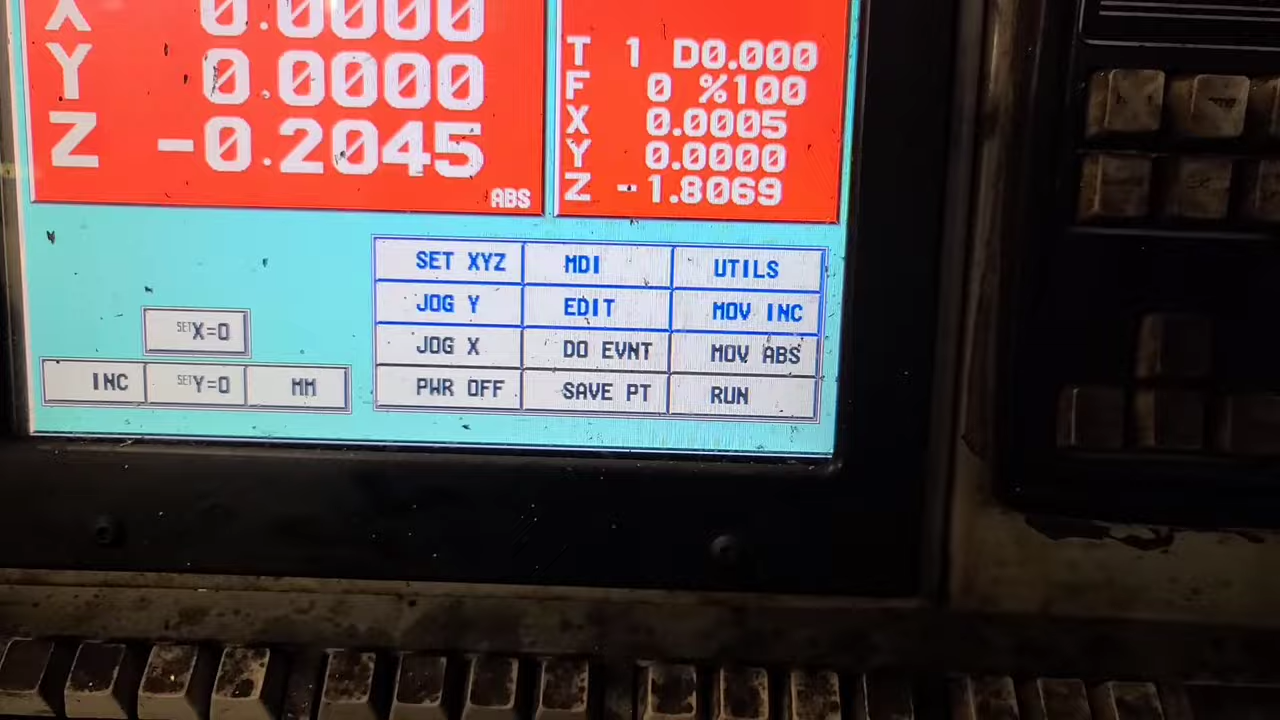 X 0.0000
Y 0.0000
Z -0.2045
ABS
T 1 D0.000
F 0 %100
X 0.0005
Y 0.0000
Z -1.8069
SET XYZ MDI UTILS
JOG Y EDIT MOV INC
JOG X DO EVNT MOV ABS
PWR OFF SAVE PT RUN
SET X=0
INC SET Y=0 MM